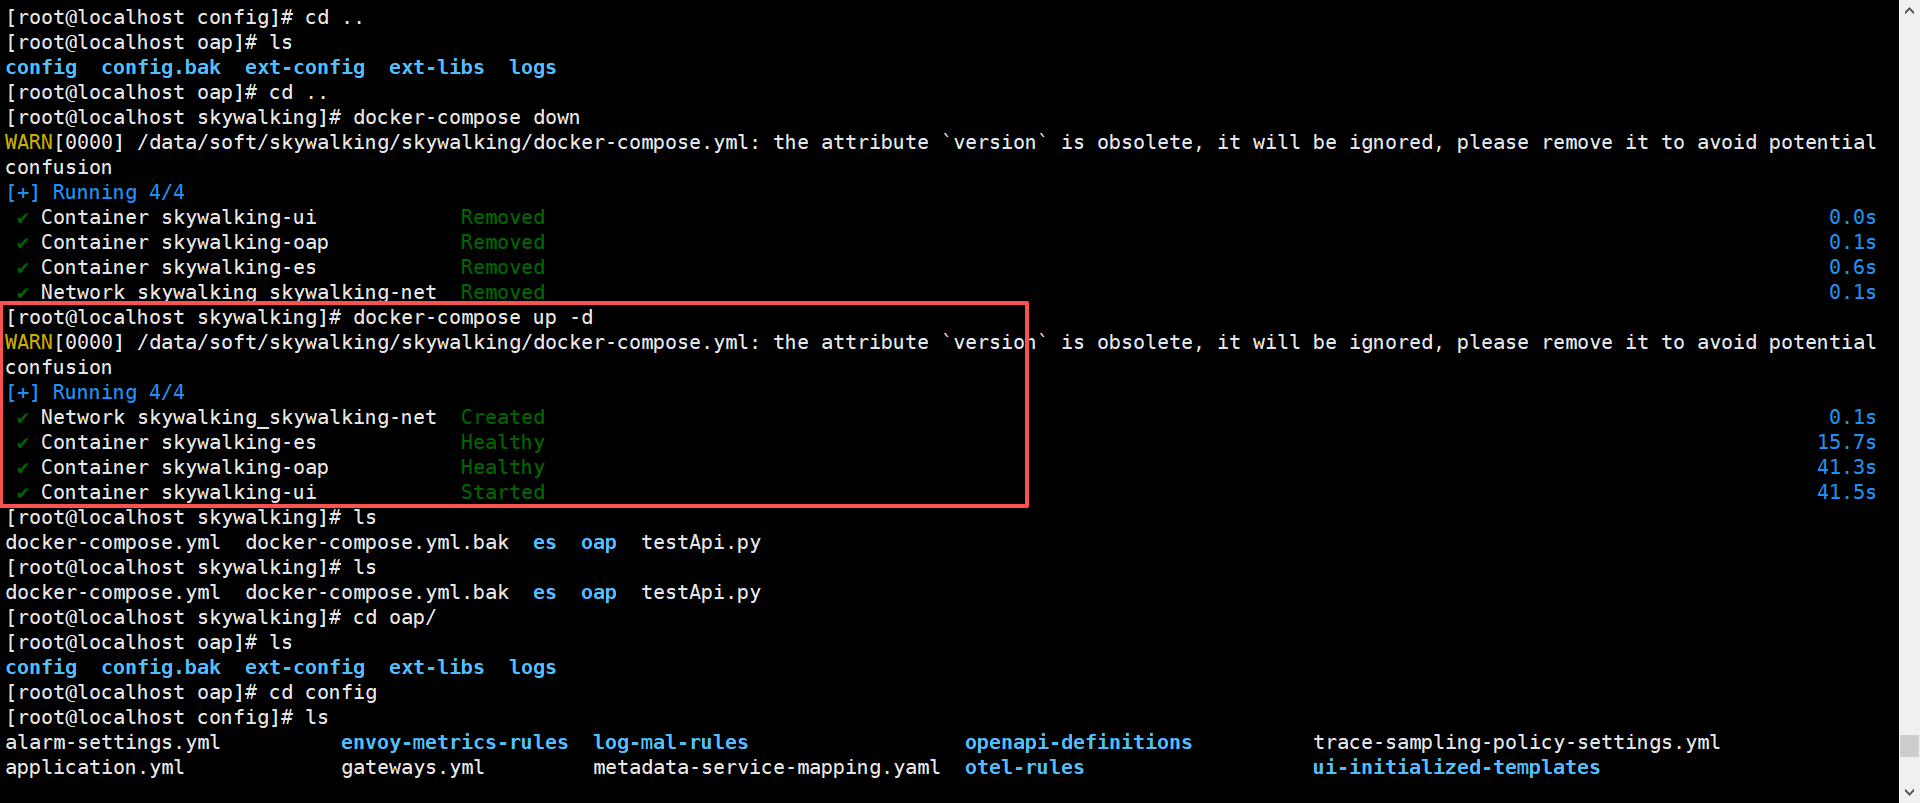 [root@localhost config]# cd ..
[root@localhost oap]# ls
config  config.bak  ext-config  ext-libs  logs
[root@localhost oap]# cd ..
[root@localhost skywalking]# docker-compose down
WARN[0000] /data/soft/skywalking/skywalking/docker-compose.yml: the attribute `version` is obsolete, it will be ignored, please remove it to avoid potential
confusion
[+] Running 4/4
✔ Container skywalking-ui            Removed    0.0s
✔ Container skywalking-oap           Removed    0.1s
✔ Container skywalking-es            Removed    0.6s
✔ Network skywalking_skywalking-net  Removed    0.1s
[root@localhost skywalking]# docker-compose up -d
WARN[0000] /data/soft/skywalking/skywalking/docker-compose.yml: the attribute `version` is obsolete, it will be ignored, please remove it to avoid potential
confusion
[+] Running 4/4
✔ Network skywalking_skywalking-net  Created    0.1s
✔ Container skywalking-es            Healthy    15.7s
✔ Container skywalking-oap           Healthy    41.3s
✔ Container skywalking-ui            Started    41.5s
[root@localhost skywalking]# ls
docker-compose.yml  docker-compose.yml.bak  es  oap  testApi.py
[root@localhost skywalking]# ls
docker-compose.yml  docker-compose.yml.bak  es  oap  testApi.py
[root@localhost skywalking]# cd oap/
[root@localhost oap]# ls
config  config.bak  ext-config  ext-libs  logs
[root@localhost oap]# cd config
[root@localhost config]# ls
alarm-settings.yml  envoy-metrics-rules  log-mal-rules  openapi-definitions  trace-sampling-policy-settings.yml
application.yml  gateways.yml  metadata-service-mapping.yaml  otel-rules  ui-initialized-templates